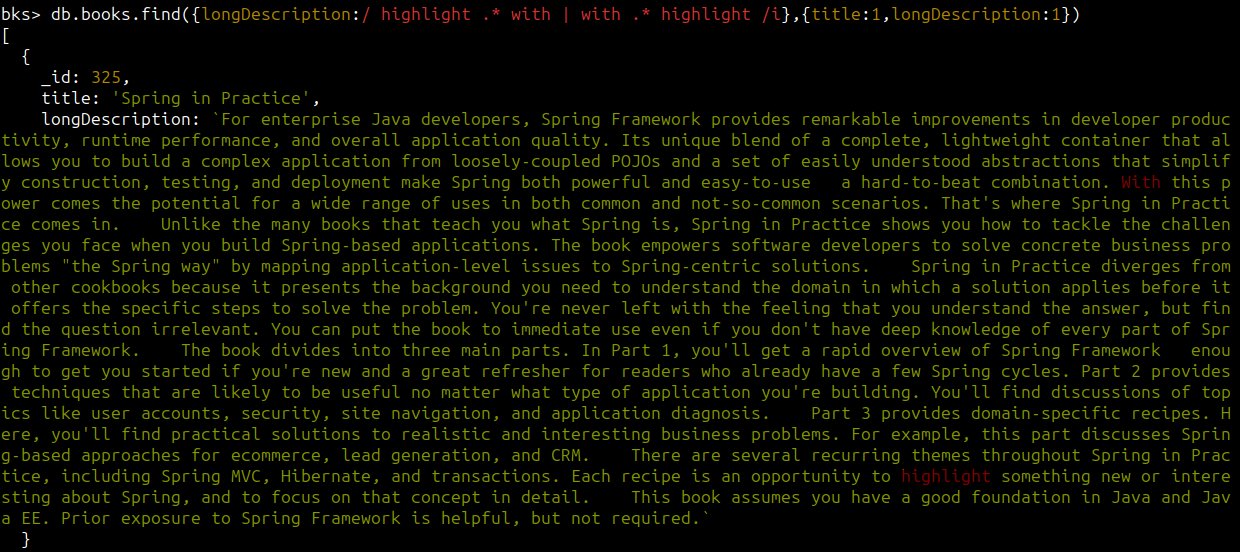 bks> db.books.find({longDescription:/ highlight .* with | with .* highlight /i},{title:1,longDescription:1})
[
  {
    _id: 325,
    title: 'Spring in Practice',
    longDescription: `For enterprise Java developers, Spring Framework provides remarkable improvements in developer produc
tivity, runtime performance, and overall application quality. Its unique blend of a complete, lightweight container that al
lows you to build a complex application from loosely-coupled POJOs and a set of easily understood abstractions that simplif
y construction, testing, and deployment make Spring both powerful and easy-to-use   a hard-to-beat combination. With this p
ower comes the potential for a wide range of uses in both common and not-so-common scenarios. That's where Spring in Practi
ce comes in.    Unlike the many books that teach you what Spring is, Spring in Practice shows you how to tackle the challen
ges you face when you build Spring-based applications. The book empowers software developers to solve concrete business pro
blems "the Spring way" by mapping application-level issues to Spring-centric solutions.    Spring in Practice diverges from
 other cookbooks because it presents the background you need to understand the domain in which a solution applies before it
 offers the specific steps to solve the problem. You're never left with the feeling that you understand the answer, but fin
d the question irrelevant. You can put the book to immediate use even if you don't have deep knowledge of every part of Spr
ing Framework.    The book divides into three main parts. In Part 1, you'll get a rapid overview of Spring Framework   enou
gh to get you started if you're new and a great refresher for readers who already have a few Spring cycles. Part 2 provides
 techniques that are likely to be useful no matter what type of application you're building. You'll find discussions of top
ics like user accounts, security, site navigation, and application diagnosis.    Part 3 provides domain-specific recipes. H
ere, you'll find practical solutions to realistic and interesting business problems. For example, this part discusses Sprin
g-based approaches for ecommerce, lead generation, and CRM.    There are several recurring themes throughout Spring in Prac
tice, including Spring MVC, Hibernate, and transactions. Each recipe is an opportunity to highlight something new or intere
sting about Spring, and to focus on that concept in detail.    This book assumes you have a good foundation in Java and Jav
a EE. Prior exposure to Spring Framework is helpful, but not required.`
  }